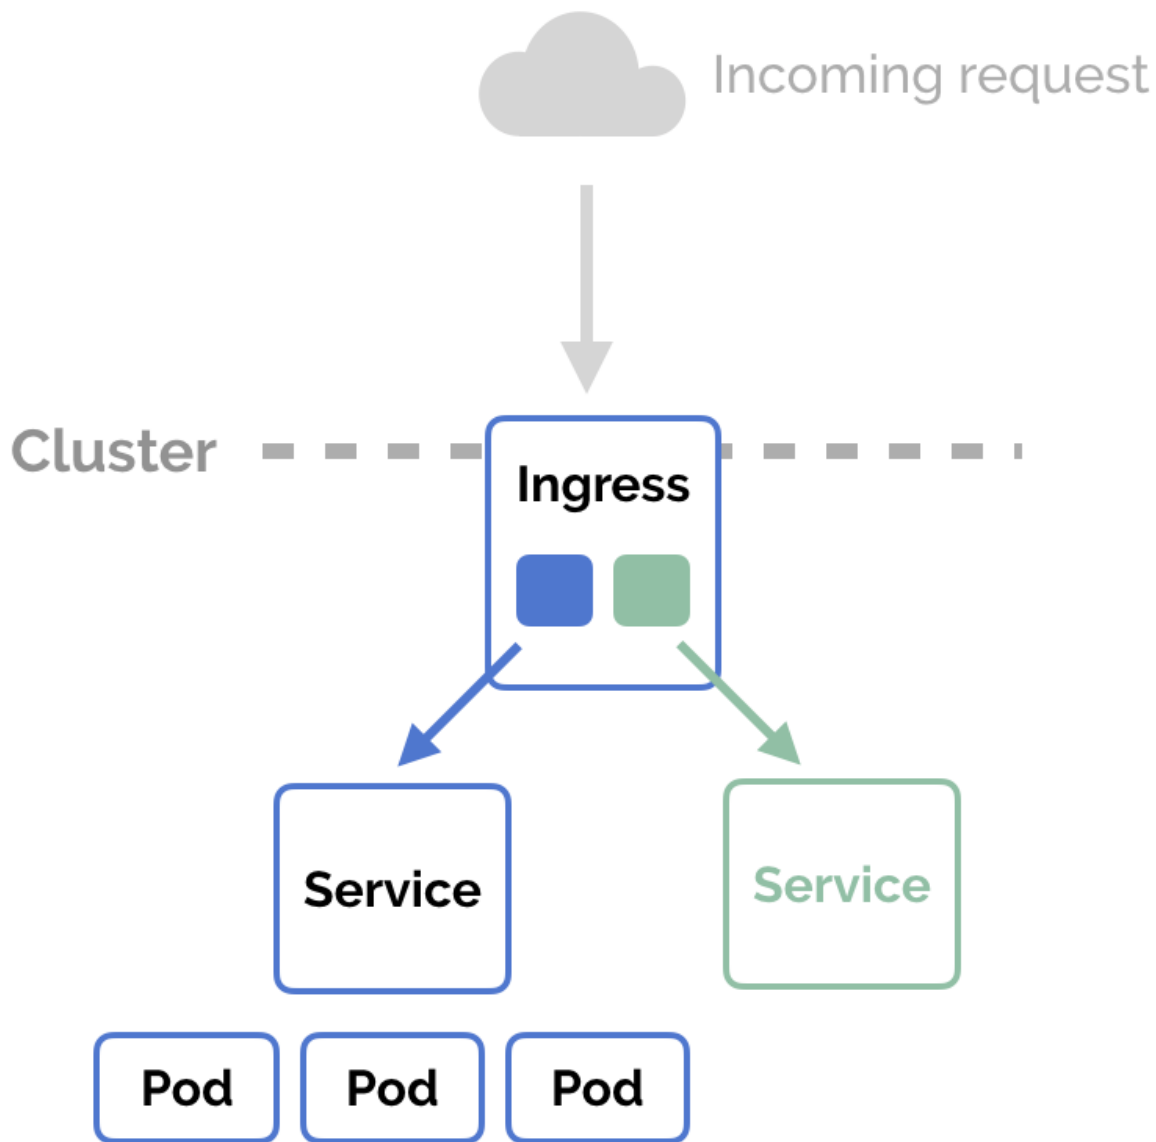 Incoming request
Cluster
Ingress
Service
Service
Pod
Pod
Pod